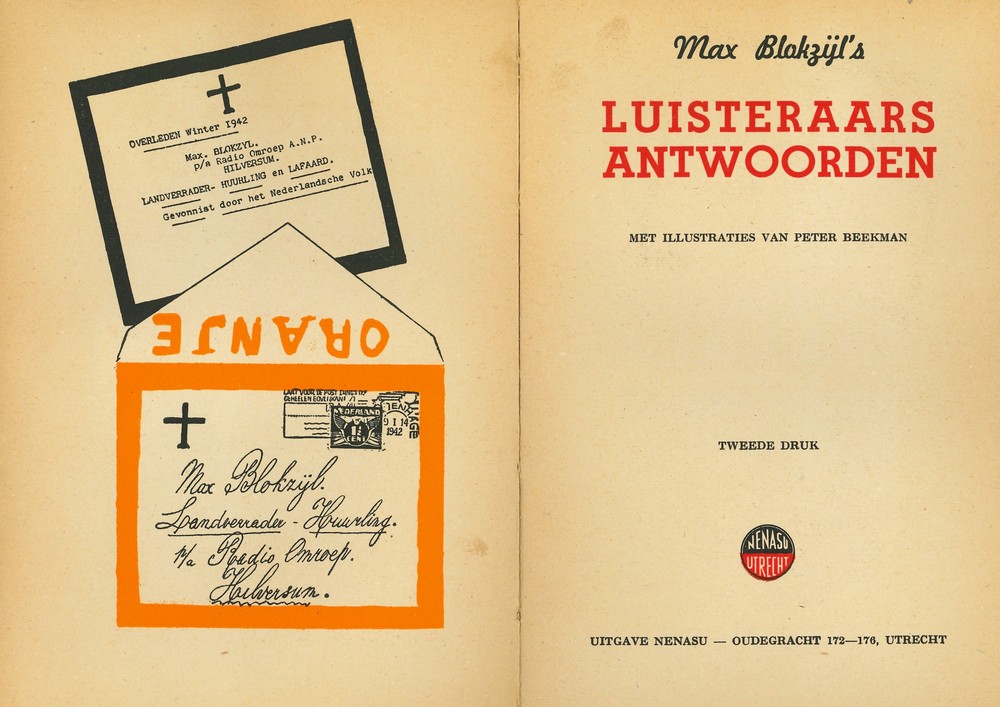 OVERLEDEN Winter 1942
Max. BLOKZYL.
p/a Radio Omroep A.N.P.
HILVERSUM.
LANDVERRADER- HUURLING en LAFAARD.
Gevonnist door het Nederlandsche Volk
ORANJE
NEDERLAND
CENT
1942
Max Blokzijl.
Landverrader - Huurling.
p/a Radio Omroep.
Hilversum.
Max Blokzijl's
LUISTERAARS
ANTWOORDEN
MET ILLUSTRATIES VAN PETER BEEKMAN
TWEEDE DRUK
NENASU
UTRECHT
UITGAVE NENASU — OUDEGRACHT 172—176, UTRECHT